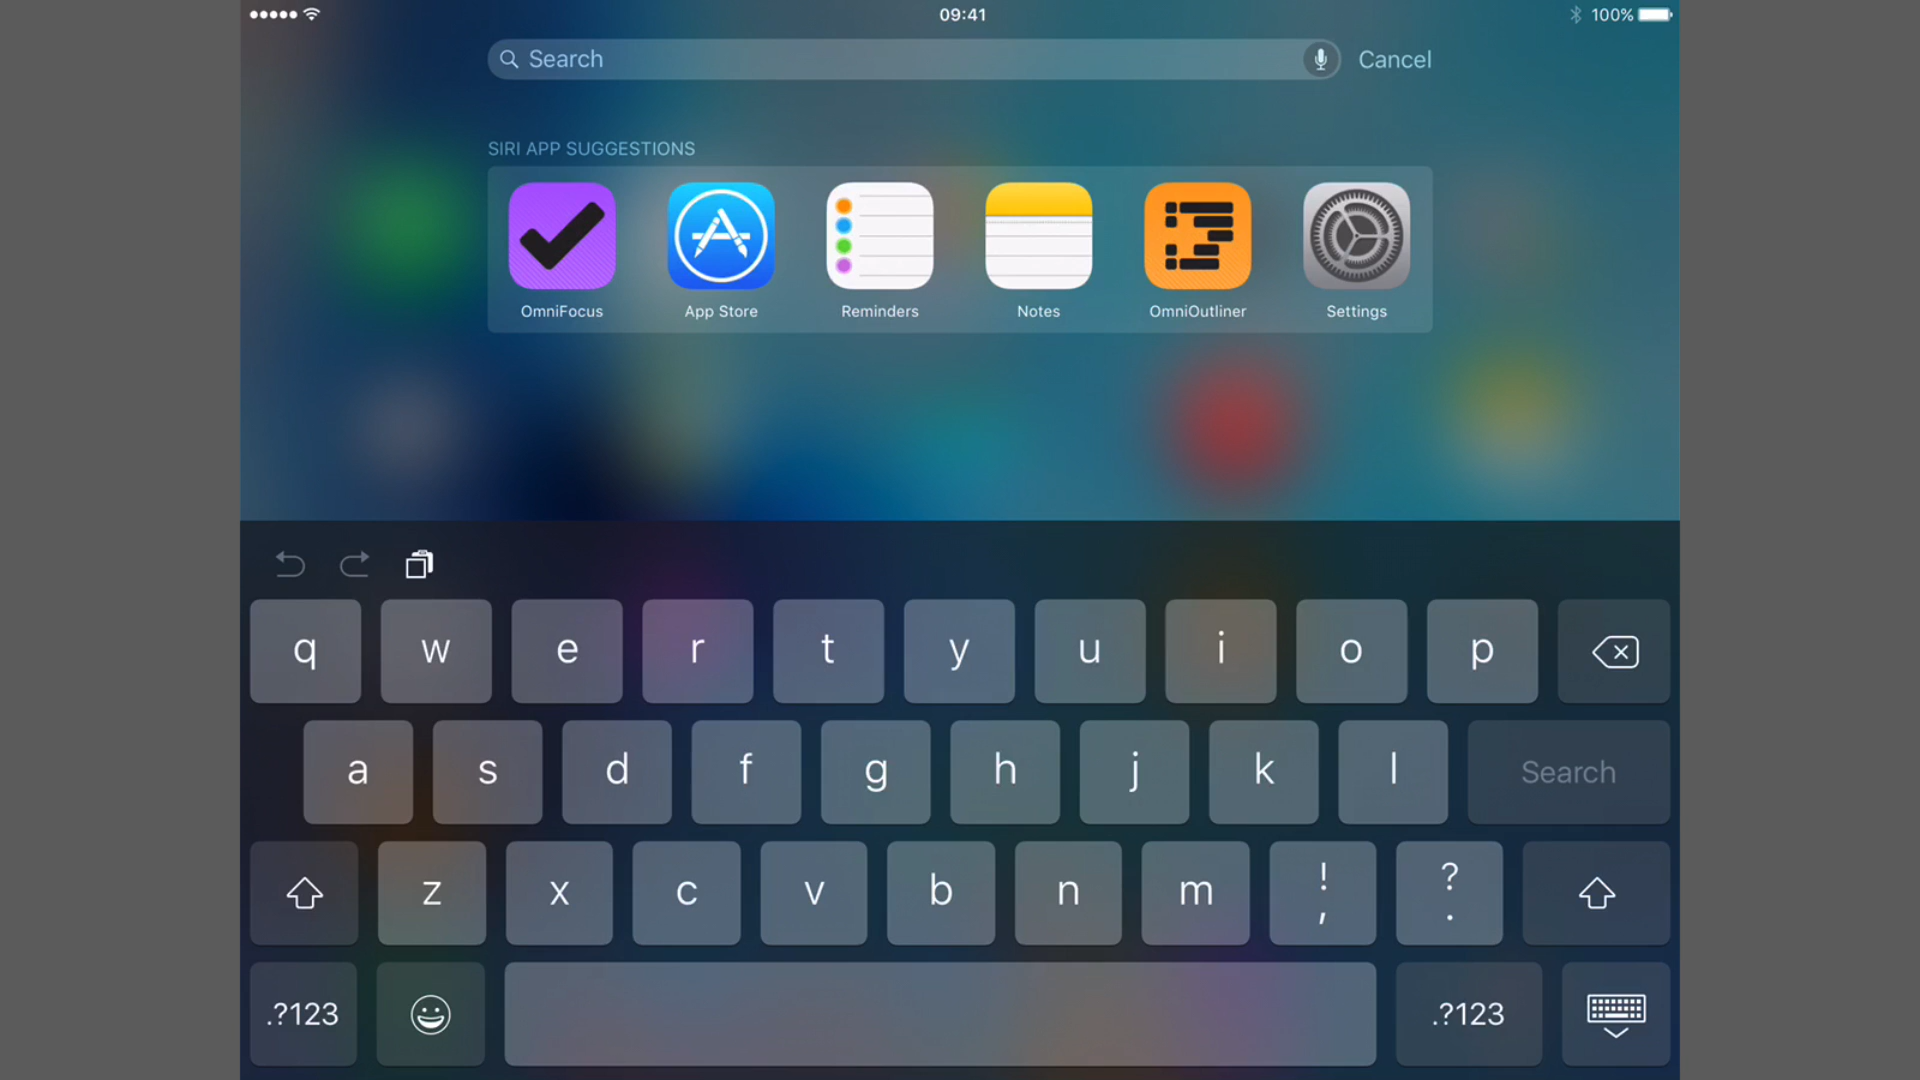 09:41
100%
Search
Cancel
SIRI APP SUGGESTIONS
OmniFocus App Store Reminders Notes OmniOutliner Settings
q w e r t y u i o p
a s d f g h j k l Search
z x c v b n m ! , ? .
.?123 .?123